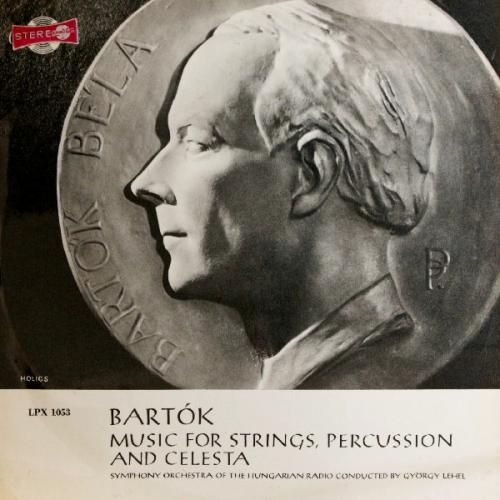 STEREO
BARTÓK BÉLA
PP
HOLICS
LPX 1053
BARTÓK
MUSIC FOR STRINGS, PERCUSSION
AND CELESTA
SYMPHONY ORCHESTRA OF THE HUNGARIAN RADIO CONDUCTED BY GYÖRGY LEHEL